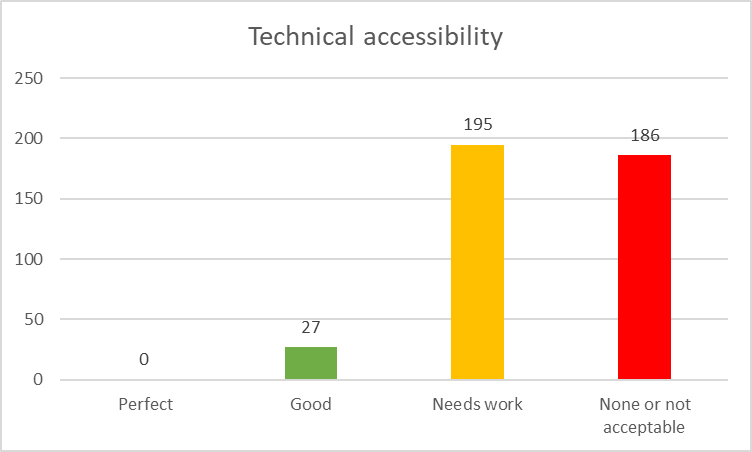 Technical accessibility
250
200
150
100
50
0
0
27
195
186
Perfect
Good
Needs work
None or not
acceptable